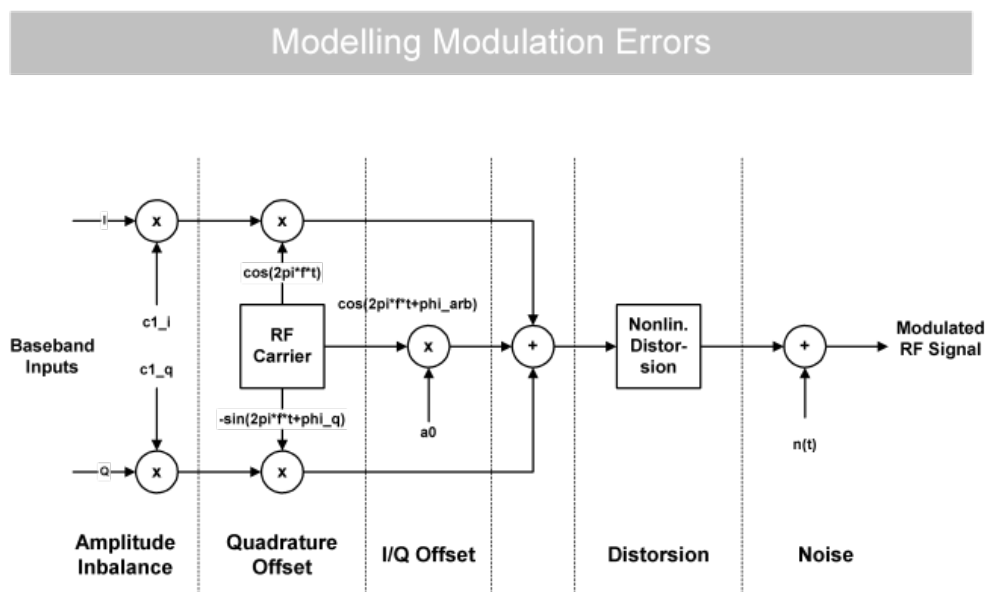 Modelling Modulation Errors
I
x
x
cos(2pi*f*t)
c1_i
cos(2pi*f*t+phi_arb)
Baseband
Inputs
RF
Carrier
x
+
Nonlin.
Distor-
sion
+
Modulated
RF Signal
c1_q
-sin(2pi*f*t+phi_q)
a0
n(t)
Q
x
x
Amplitude
Inbalance
Quadrature
Offset
I/Q Offset
Distorsion
Noise